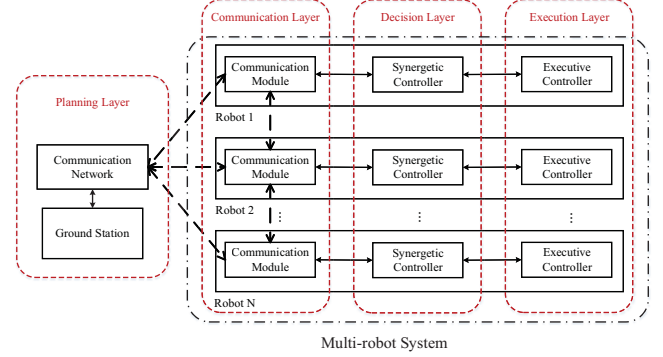 Communication Layer
Decision Layer
Execution Layer
Planning Layer
Communication
Network
Ground Station
Communication
Module
Synergetic
Controller
Executive
Controller
Robot 1
Communication
Module
Synergetic
Controller
Executive
Controller
Robot 2
⋮
⋮
⋮
Communication
Module
Synergetic
Controller
Executive
Controller
Robot N
Multi-robot System